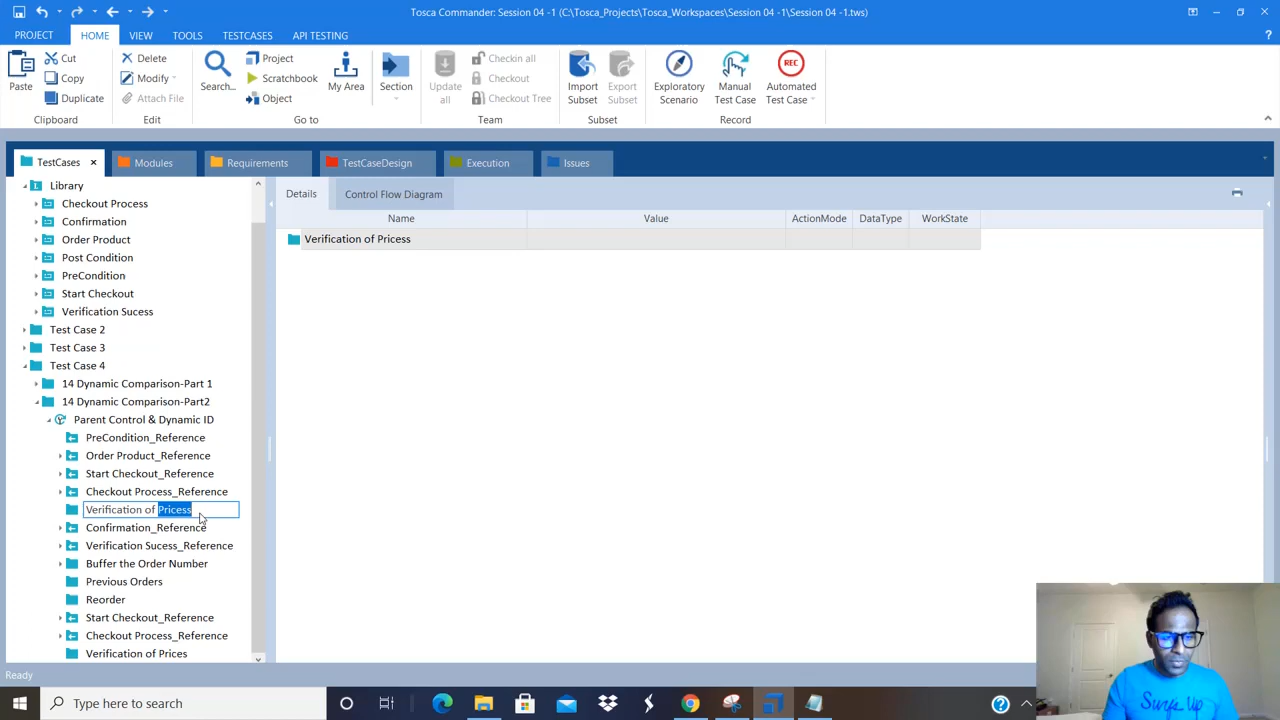 Tosca Commander: Session 04 -1 (C:\Tosca_Projects\Tosca_Workspaces\Session 04 -1\Session 04 -1.tws)
PROJECT HOME VIEW TOOLS TESTCASES API TESTING ?
Paste Cut Copy Duplicate Clipboard
Delete Modify Attach File Edit
Search... Project Scratchbook Object My Area Go to
Section
Update all Checkin all Checkout Checkout Tree Team
Import Subset Export Subset Subset
Exploratory Scenario Manual Test Case REC Automated Test Case Record
TestCases x Modules Requirements TestCaseDesign Execution Issues
Library
Checkout Process
Confirmation
Order Product
Post Condition
PreCondition
Start Checkout
Verification Sucess
Test Case 2
Test Case 3
Test Case 4
14 Dynamic Comparison-Part 1
14 Dynamic Comparison-Part2
Parent Control & Dynamic ID
PreCondition_Reference
Order Product_Reference
Start Checkout_Reference
Checkout Process_Reference
Verification of Pricess
Confirmation_Reference
Verification Sucess_Reference
Buffer the Order Number
Previous Orders
Reorder
Start Checkout_Reference
Checkout Process_Reference
Verification of Prices
Details Control Flow Diagram
Name Value ActionMode DataType WorkState
Verification of Pricess
Ready
Type here to search